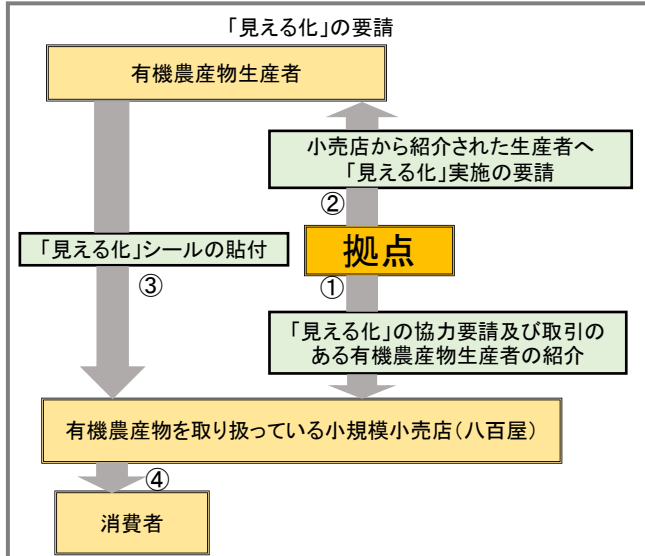 「見える化」の要請
有機農産物生産者
小売店から紹介された生産者へ
「見える化」実施の要請
②
拠点
「見える化」シールの貼付
③
①
「見える化」の協力要請及び取引の
ある有機農産物生産者の紹介
有機農産物を取り扱っている小規模小売店（八百屋）
④
消費者